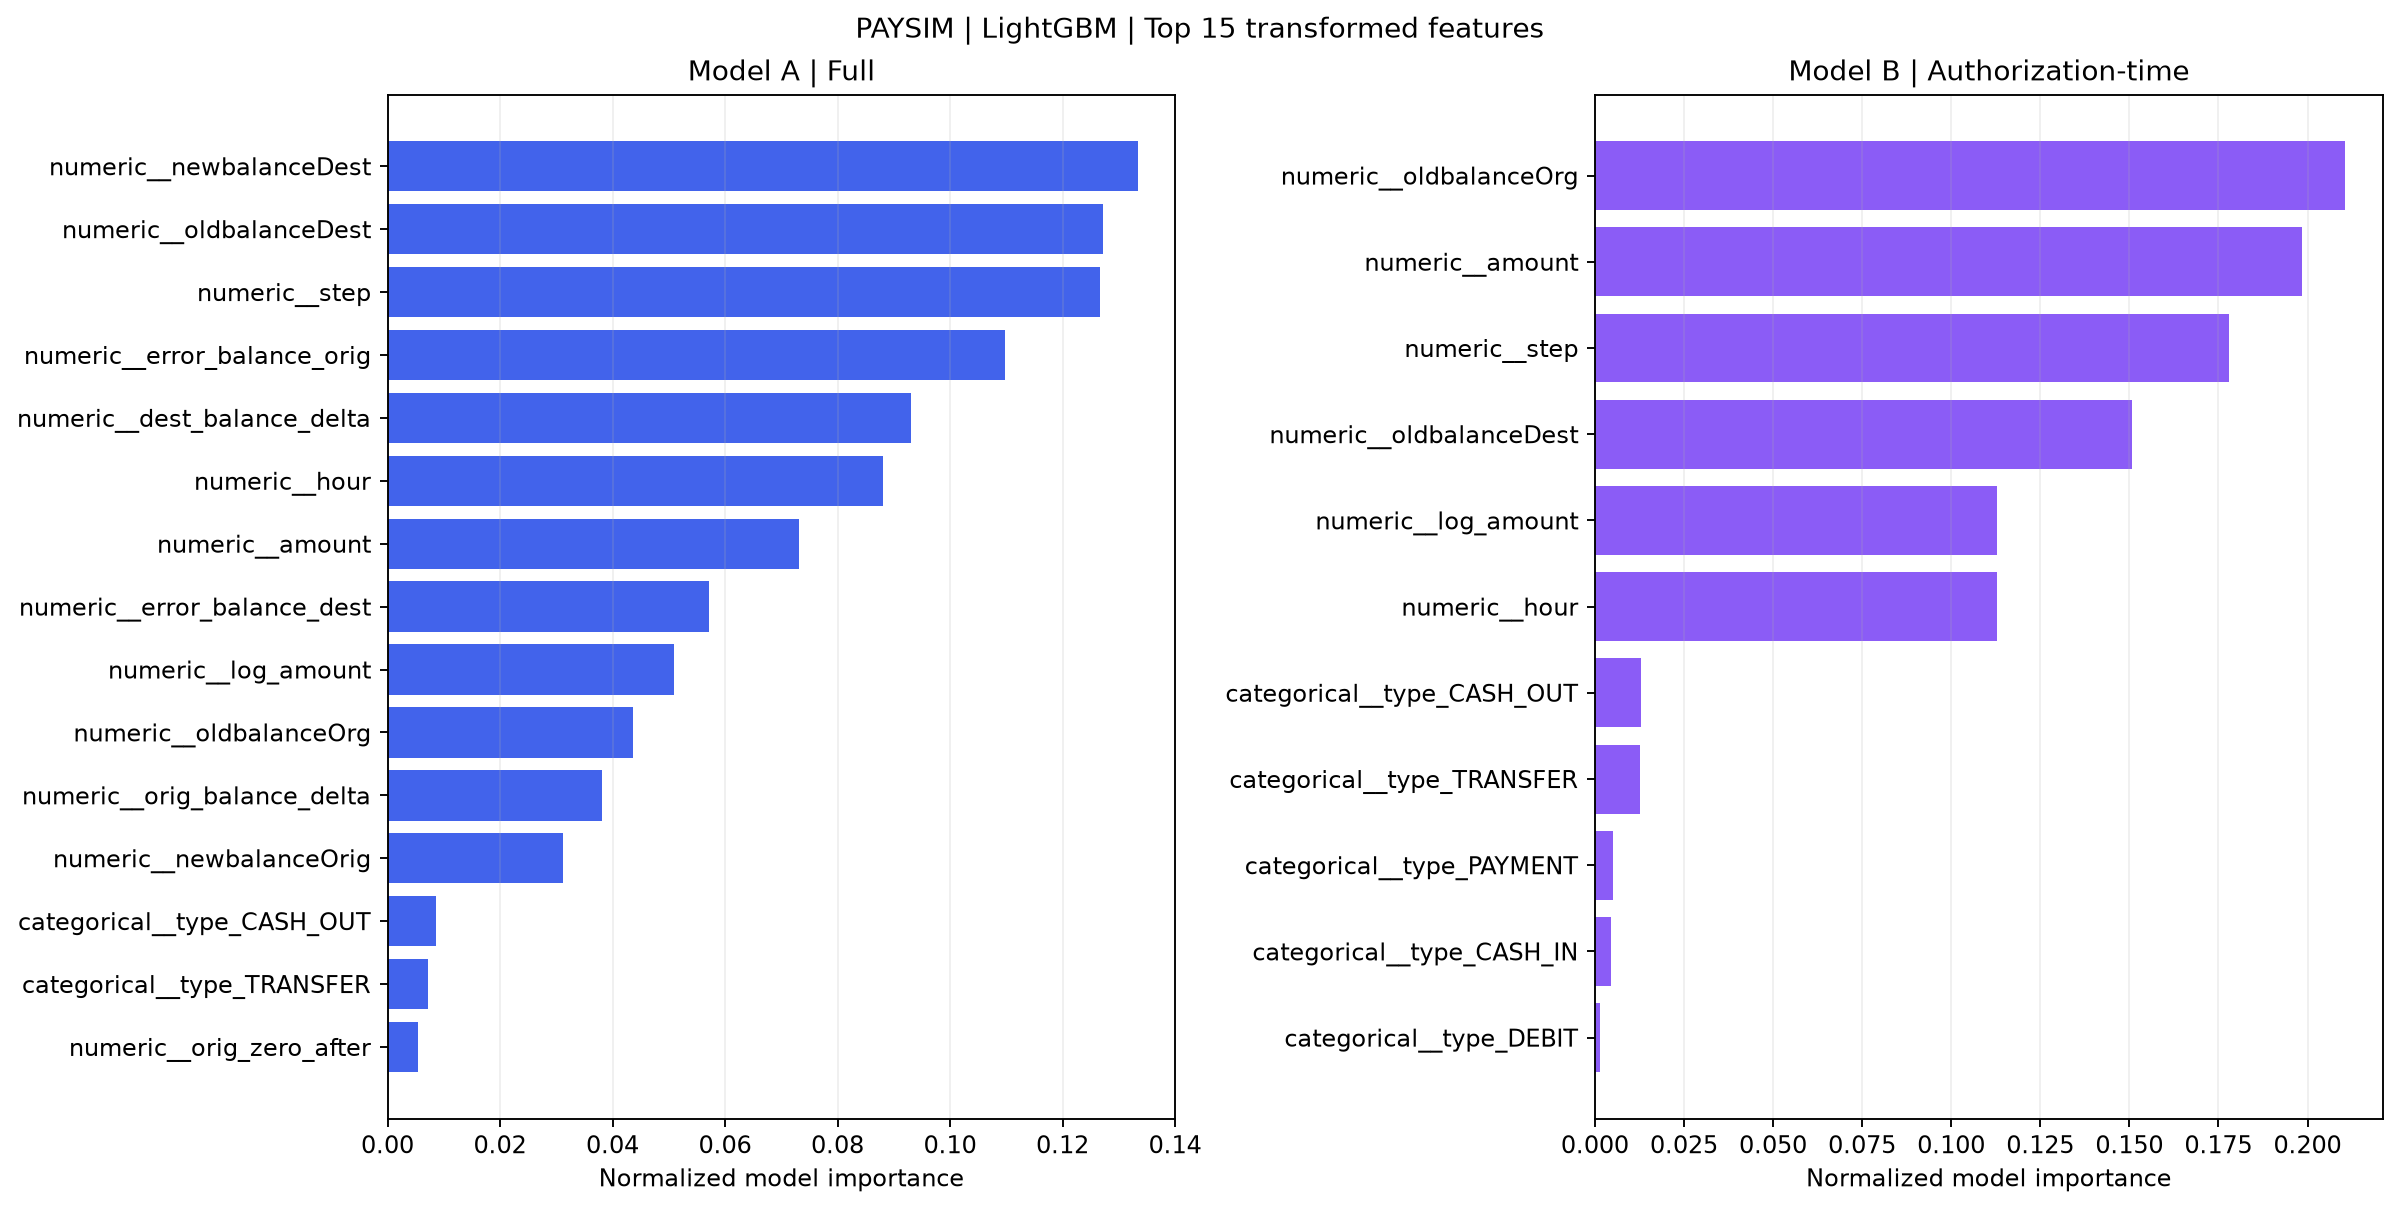 PAYSIM | LightGBM | Top 15 transformed features
Model A | Full
numeric__newbalanceDest
numeric__oldbalanceDest
numeric__step
numeric__error_balance_orig
numeric__dest_balance_delta
numeric__hour
numeric__amount
numeric__error_balance_dest
numeric__log_amount
numeric__oldbalanceOrg
numeric__orig_balance_delta
numeric__newbalanceOrig
categorical__type_CASH_OUT
categorical__type_TRANSFER
numeric__orig_zero_after
0.00 0.02 0.04 0.06 0.08 0.10 0.12 0.14
Normalized model importance
Model B | Authorization-time
numeric__oldbalanceOrg
numeric__amount
numeric__step
numeric__oldbalanceDest
numeric__log_amount
numeric__hour
categorical__type_CASH_OUT
categorical__type_TRANSFER
categorical__type_PAYMENT
categorical__type_CASH_IN
categorical__type_DEBIT
0.000 0.025 0.050 0.075 0.100 0.125 0.150 0.175 0.200
Normalized model importance